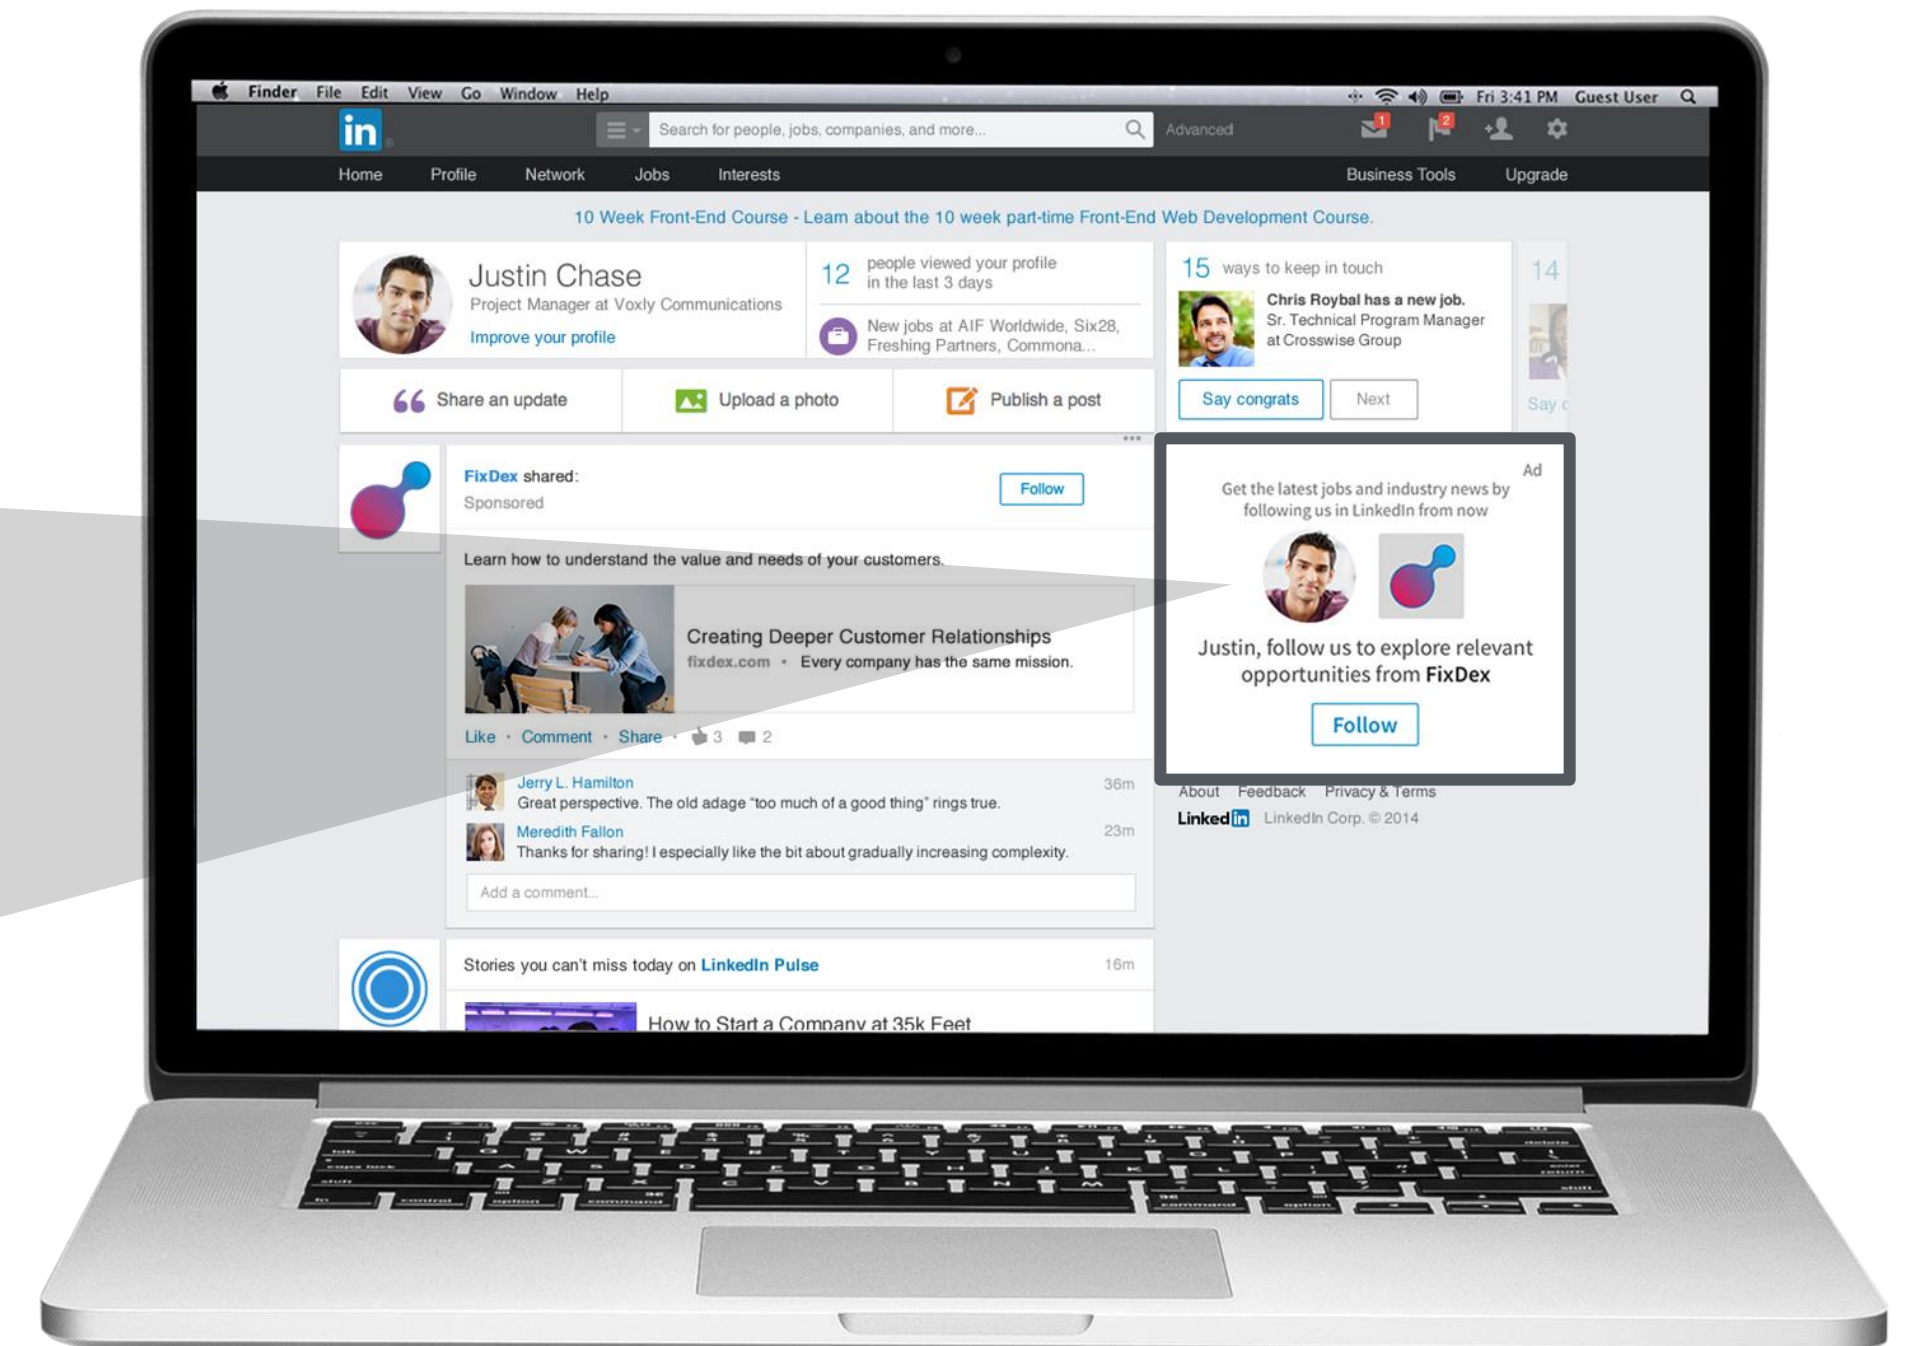 Finder File Edit View Go Window Help
Fri 3:41 PM Guest User
in
Search for people, jobs, companies, and more...
Advanced
1
2
Home Profile Network Jobs Interests
Business Tools Upgrade
10 Week Front-End Course - Learn about the 10 week part-time Front-End Web Development Course.
Justin Chase
Project Manager at Voxly Communications
Improve your profile
12 people viewed your profile
in the last 3 days
New jobs at AIF Worldwide, Six28,
Freshing Partners, Commona...
15 ways to keep in touch
Chris Roybal has a new job.
Sr. Technical Program Manager
at Crosswise Group
Say congrats
Next
14
Say c
Share an update
Upload a photo
Publish a post
FixDex shared:
Sponsored
Follow
Learn how to understand the value and needs of your customers.
Creating Deeper Customer Relationships
fixdex.com • Every company has the same mission.
Like • Comment • Share • 3 2
Jerry L. Hamilton
36m
Great perspective. The old adage “too much of a good thing” rings true.
Meredith Fallon
23m
Thanks for sharing! I especially like the bit about gradually increasing complexity.
Add a comment...
Ad
Get the latest jobs and industry news by
following us in LinkedIn from now
Justin, follow us to explore relevant
opportunities from FixDex
Follow
About Feedback Privacy & Terms
Linkedin LinkedIn Corp. © 2014
Stories you can't miss today on LinkedIn Pulse
16m
How to Start a Company at 35k Feet